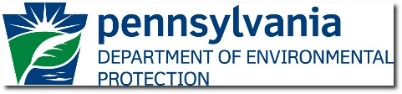 pennsylvania
DEPARTMENT OF ENVIRONMENTAL
PROTECTION